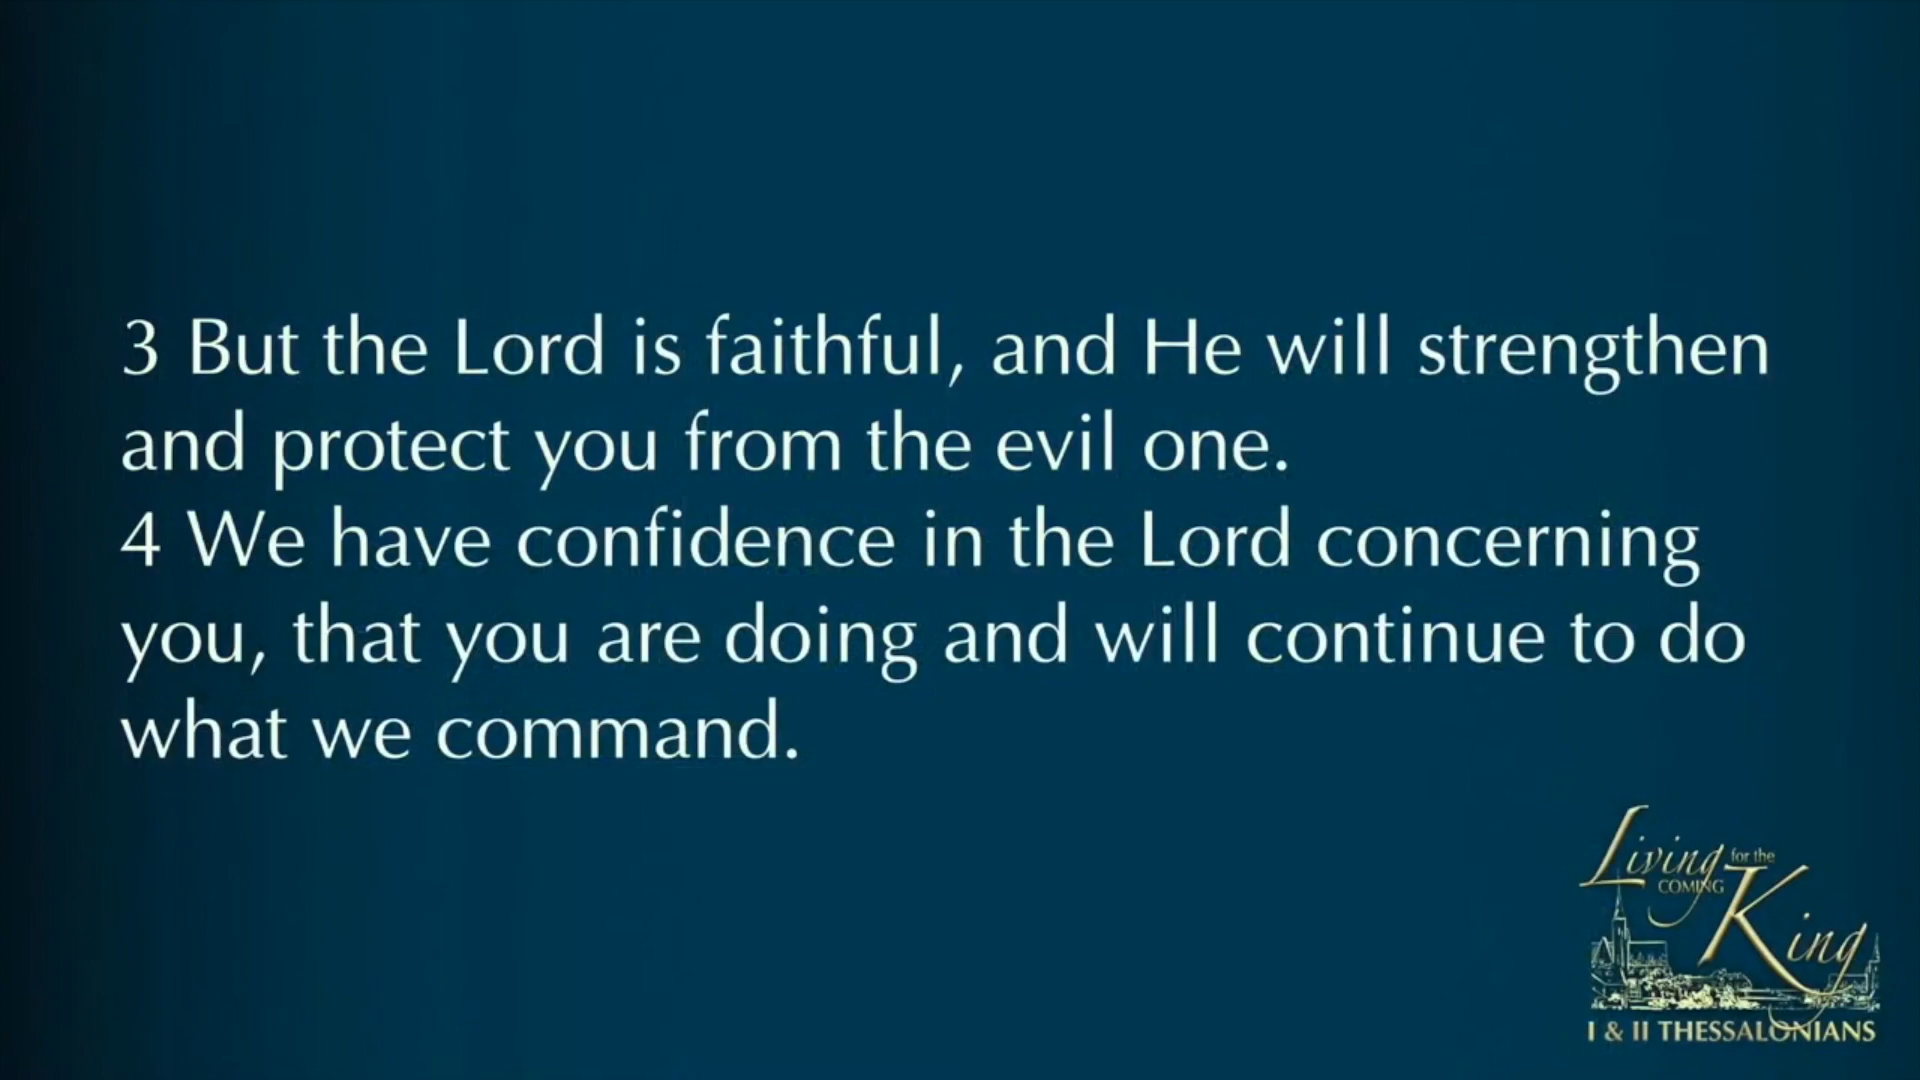 3 But the Lord is faithful, and He will strengthen
and protect you from the evil one.
4 We have confidence in the Lord concerning
you, that you are doing and will continue to do
what we command.
Living for the
COMING
King
I & II THESSALONIANS